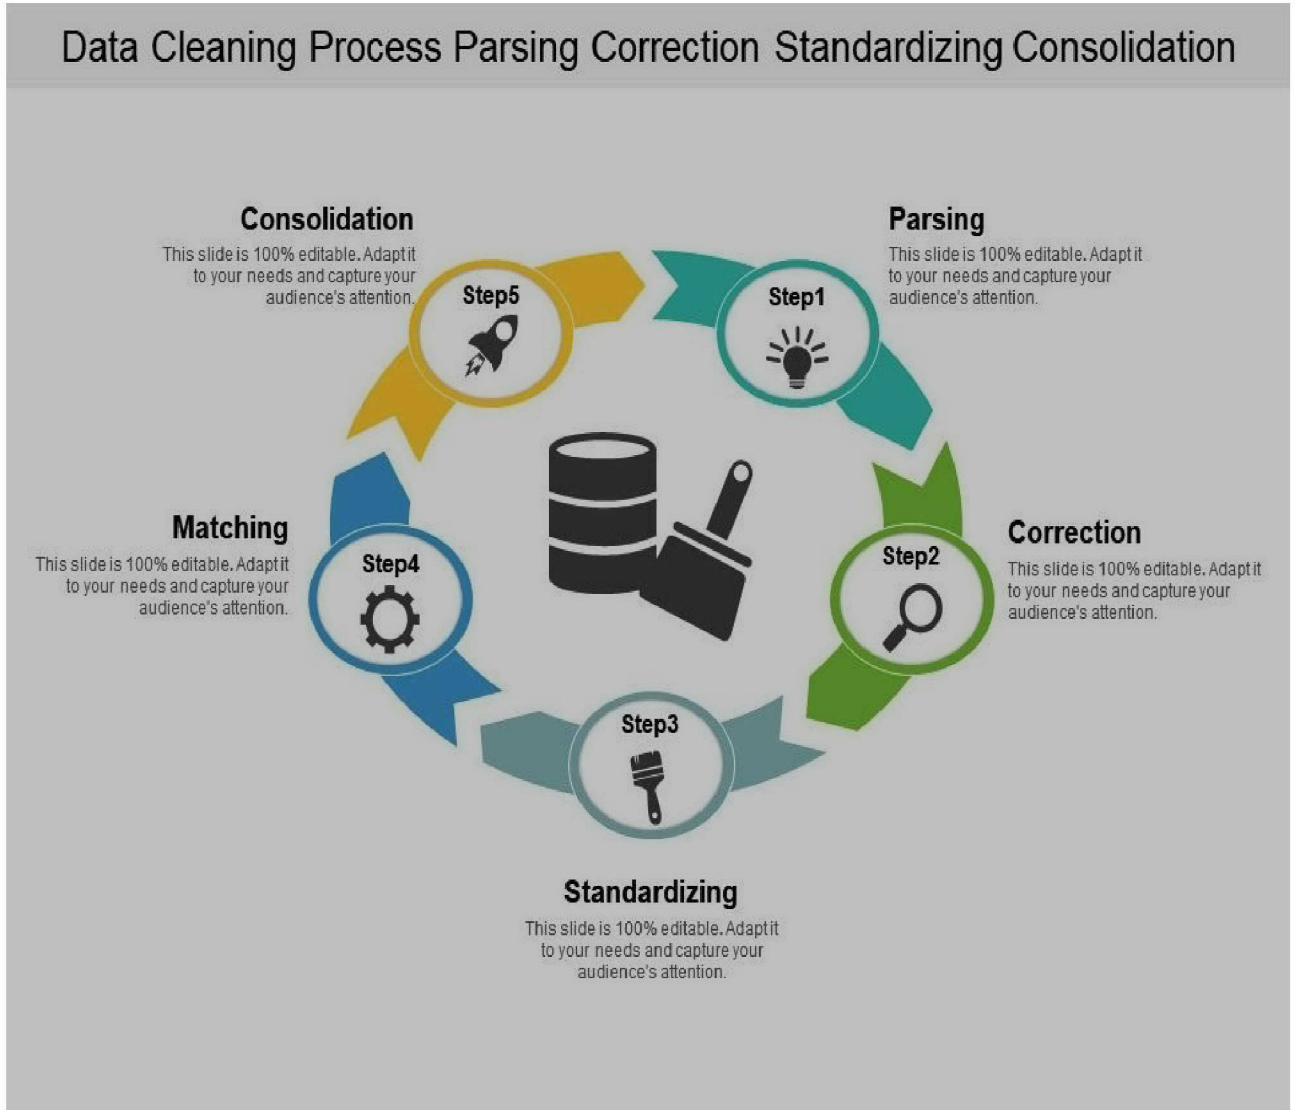 Data Cleaning Process Parsing Correction Standardizing Consolidation
Parsing
This slide is 100% editable. Adapt it
to your needs and capture your
audience's attention.
Step1
Correction
This slide is 100% editable. Adapt it
to your needs and capture your
audience's attention.
Step2
Standardizing
This slide is 100% editable. Adapt it
to your needs and capture your
audience's attention.
Step3
Matching
This slide is 100% editable. Adapt it
to your needs and capture your
audience's attention.
Step4
Consolidation
This slide is 100% editable. Adapt it
to your needs and capture your
audience's attention.
Step5